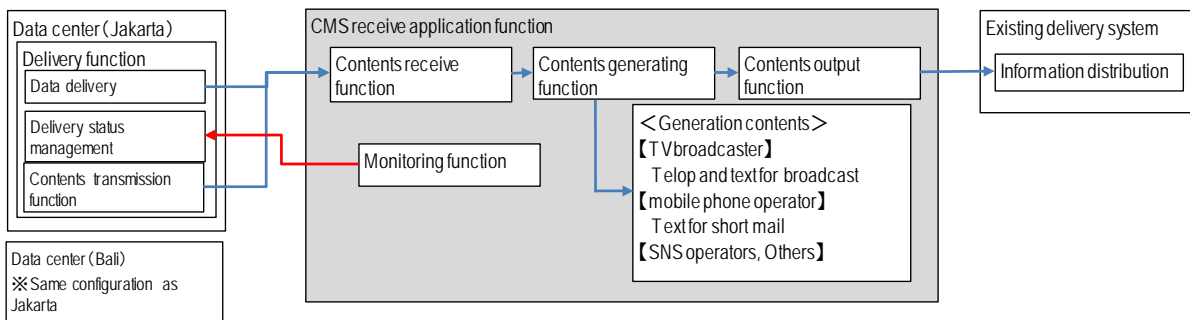 Data center（Jakarta）
Delivery function
Data delivery
Delivery status
management
Contents transmission
function
Data center（Bali）
※Same configuration as
Jakarta
CMS receive application function
Contents receive
function
Contents generating
function
Contents output
function
Monitoring function
＜Generation contents＞
【TV broadcaster】
Telop and text for broadcast
【mobile phone operator】
Text for short mail
【SNS operators, Others】
Existing delivery system
Information distribution